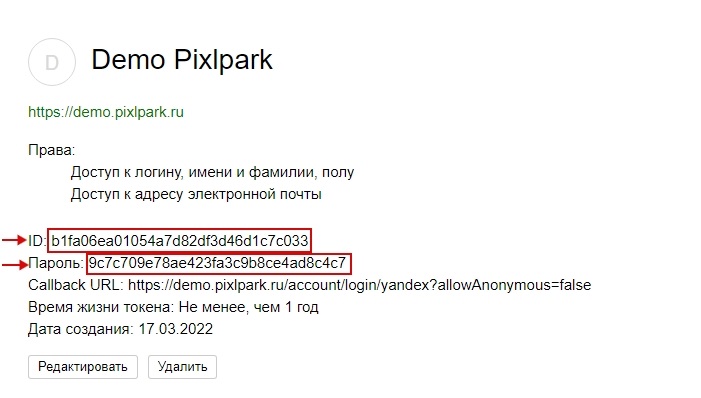 D
Demo Pixlpark
https://demo.pixlpark.ru
Права:
Доступ к логину, имени и фамилии, полу
Доступ к адресу электронной почты
ID: b1fa06ea01054a7d82df3d46d1c7c033
Пароль: 9c7c709e78ae423fa3c9b8ce4ad8c4c7
Callback URL: https://demo.pixlpark.ru/account/login/yandex?allowAnonymous=false
Время жизни токена: Не менее, чем 1 год
Дата создания: 17.03.2022
Редактировать Удалить